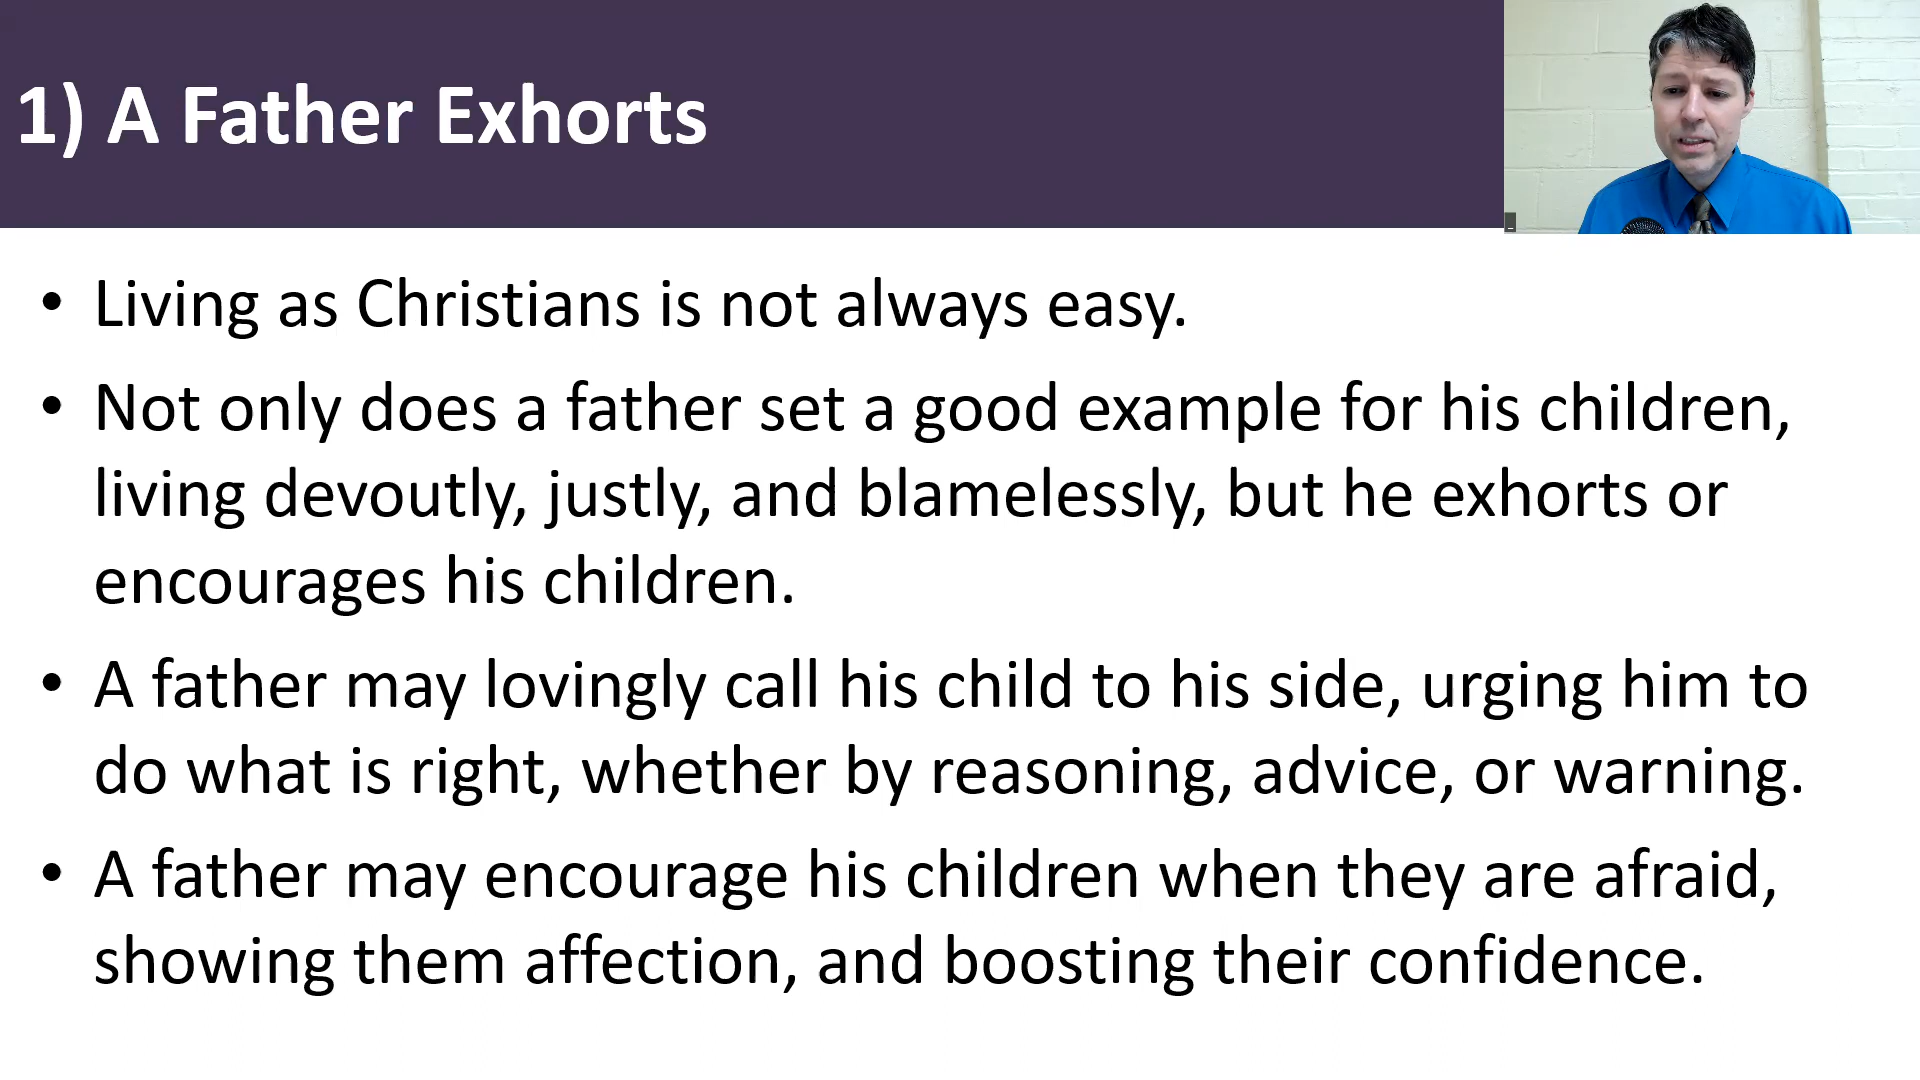 1) A Father Exhorts
• Living as Christians is not always easy.
• Not only does a father set a good example for his children,
living devoutly, justly, and blamelessly, but he exhorts or
encourages his children.
• A father may lovingly call his child to his side, urging him to
do what is right, whether by reasoning, advice, or warning.
• A father may encourage his children when they are afraid,
showing them affection, and boosting their confidence.